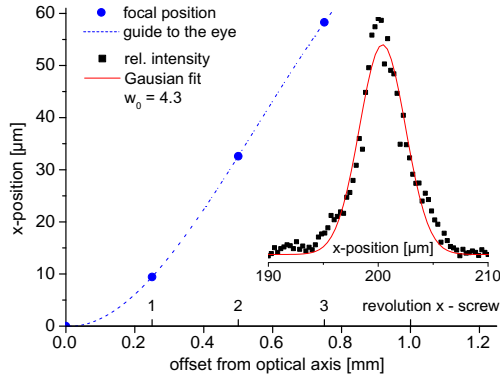 focal position
guide to the eye
rel. intensity
Gausian fit
w0 = 4.3
x-position [µm]
60
50
40
30
20
10
0
x-position [µm]
190 200 210
1 2 3 revolution x - screw
0.0 0.2 0.4 0.6 0.8 1.0 1.2
offset from optical axis [mm]